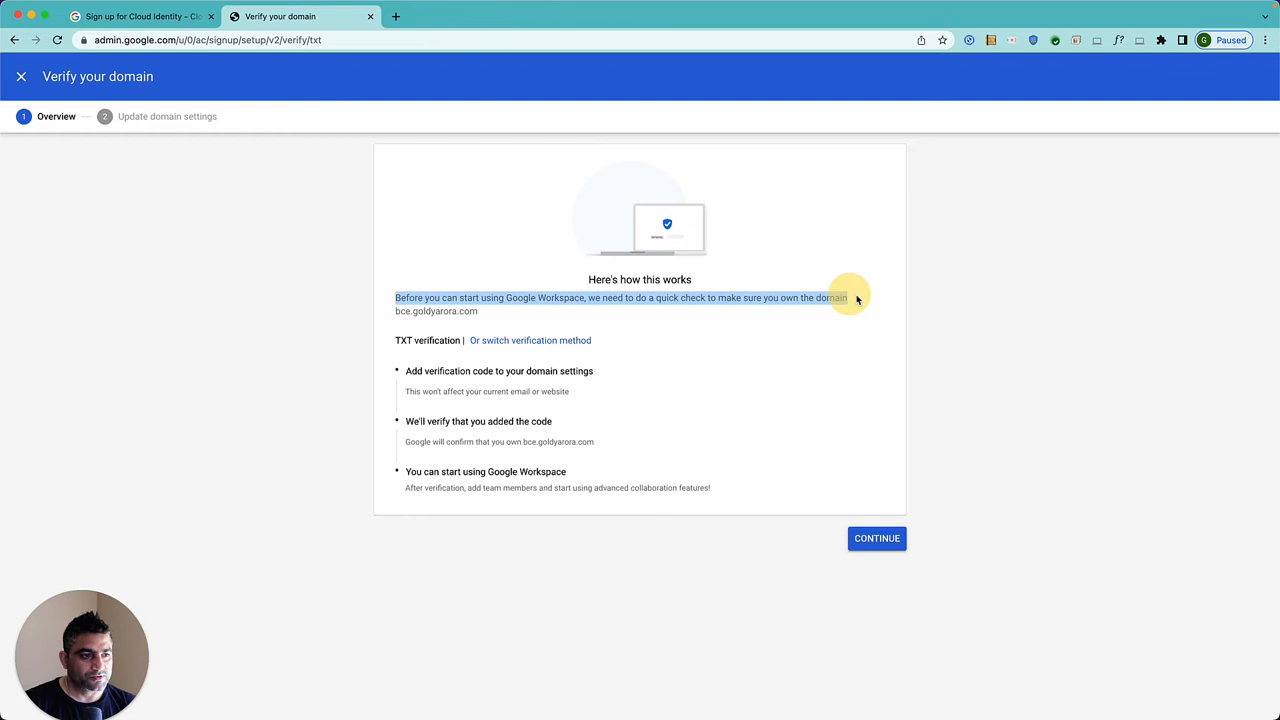 Sign up for Cloud Identity - Clo
Verify your domain
admin.google.com/u/0/ac/signup/setup/v2/verify/txt
f?
G
Paused
Verify your domain
1 Overview
2 Update domain settings
Here's how this works
Before you can start using Google Workspace, we need to do a quick check to make sure you own the domain
bce.goldyarora.com
TXT verification | Or switch verification method
Add verification code to your domain settings
This won't affect your current email or website
We'll verify that you added the code
Google will confirm that you own bce.goldyarora.com
You can start using Google Workspace
After verification, add team members and start using advanced collaboration features!
CONTINUE